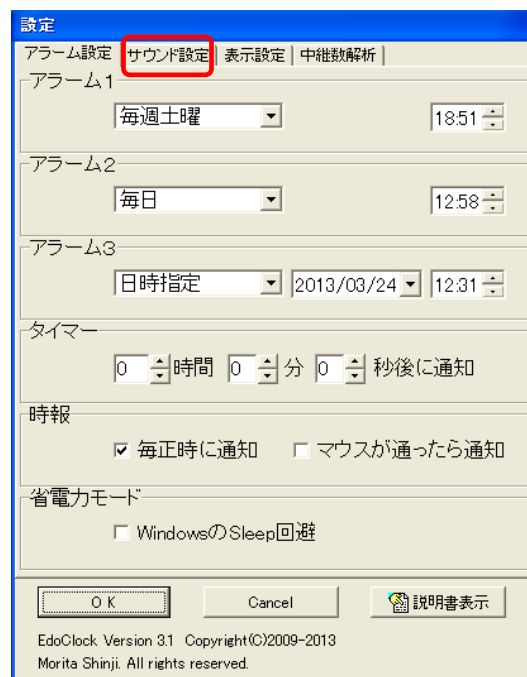 設定
アラーム設定 サウンド設定 表示設定 中継数解析
アラーム1
毎週土曜 18:51
アラーム2
毎日 12:58
アラーム3
日時指定 2013/03/24 12:31
タイマー
0 時間 0 分 0 秒後に通知
時報
毎正時に通知 マウスが通ったら通知
省電力モード
WindowsのSleep回避
OK Cancel 説明書表示
EdoClock Version 3.1 Copyright(C)2009-2013
Morita Shinji. All rights reserved.